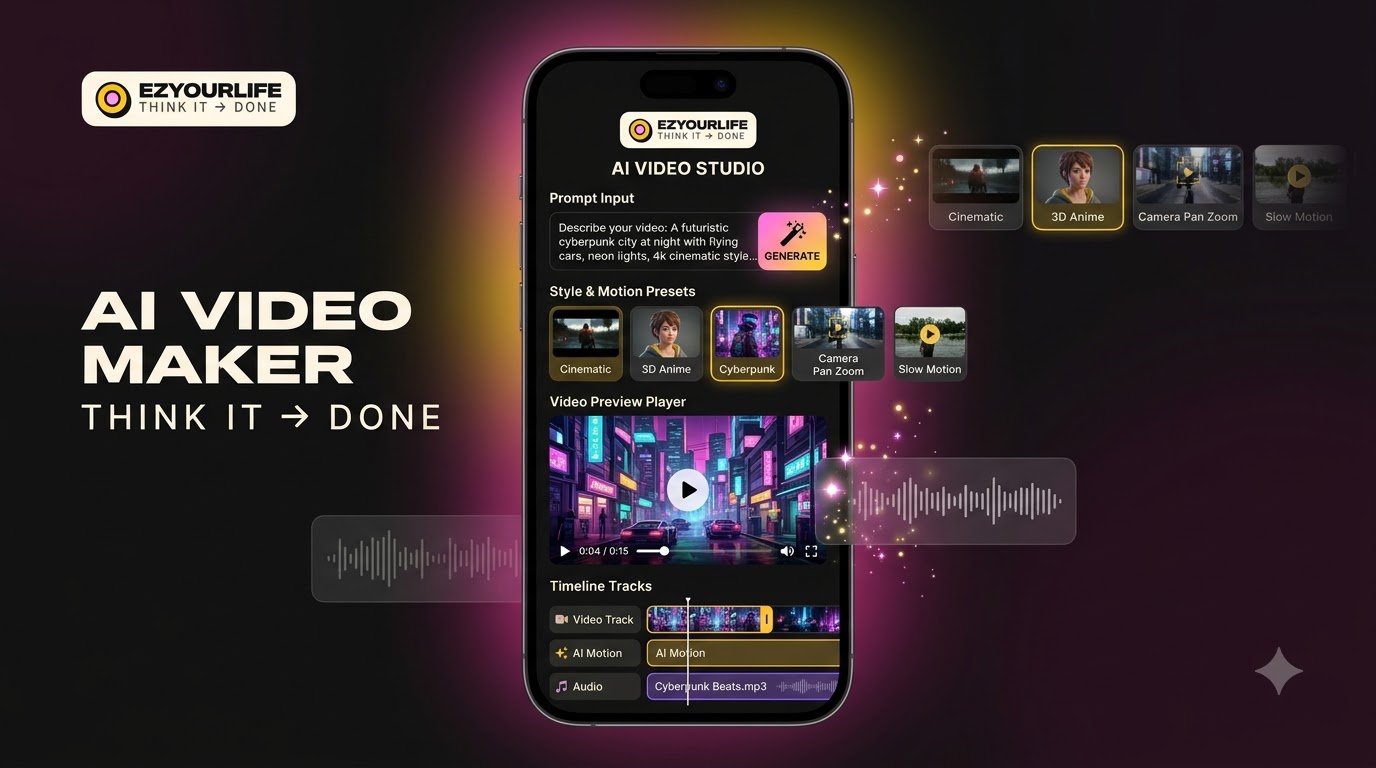 EZYOURLIFE
THINK IT → DONE
AI VIDEO
MAKER
THINK IT → DONE
EZYOURLIFE
THINK IT → DONE
AI VIDEO STUDIO
Prompt Input
Describe your video: A futuristic
cyberpunk city at night with flying
cars, neon lights, 4k cinematic style...
GENERATE
Style & Motion Presets
Cinematic
3D Anime
Cyberpunk
Camera
Pan Zoom
Slow Motion
Video Preview Player
0:04 / 0:15
Timeline Tracks
Video Track
AI Motion
AI Motion
Audio
Cyberpunk Beats.mp3
Cinematic
3D Anime
Camera Pan Zoom
Slow Motion